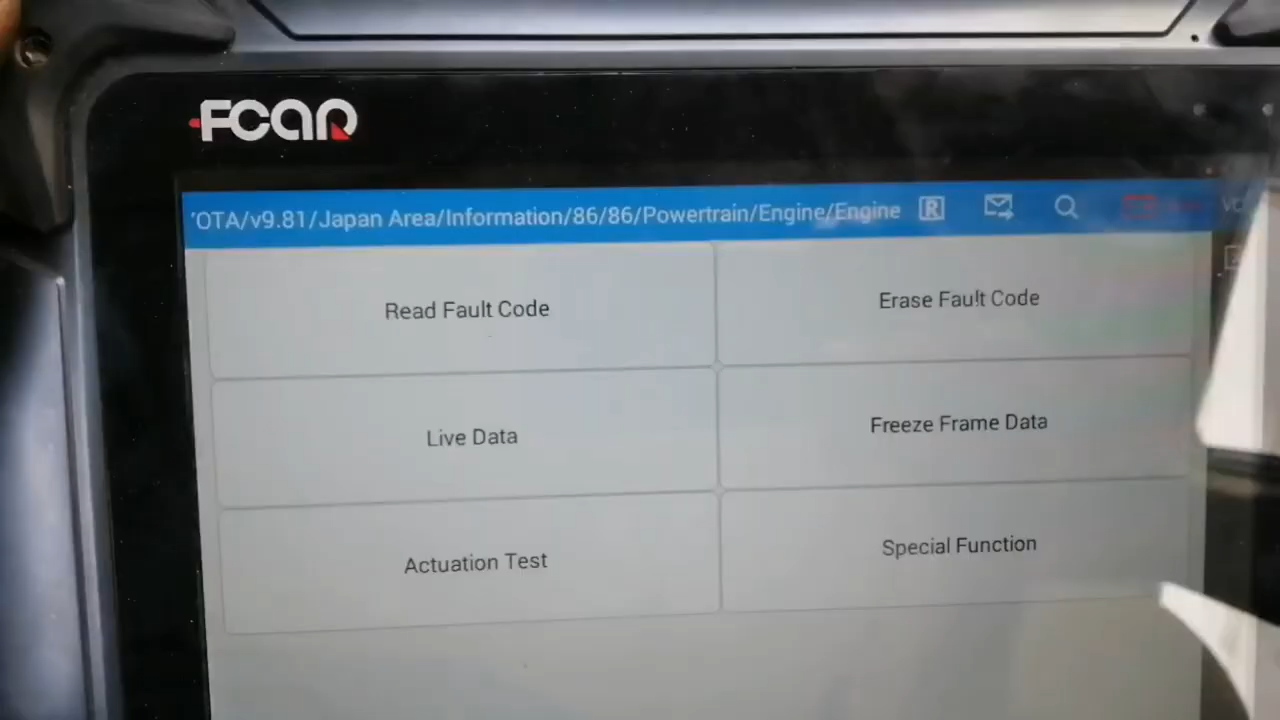 FCAR
'OTA/v9.81/Japan Area/Information/86/86/Powertrain/Engine/Engine
R
Read Fault Code
Erase Fault Code
Live Data
Freeze Frame Data
Actuation Test
Special Function